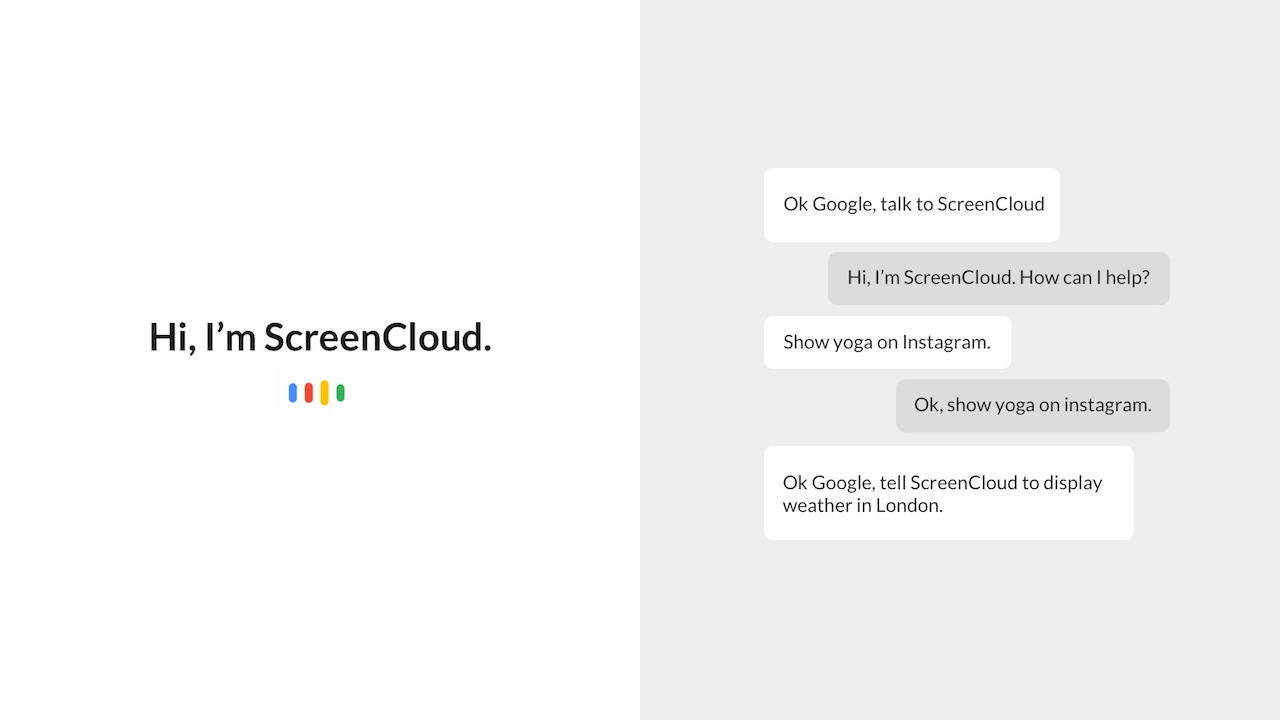 Hi, I’m ScreenCloud.
Ok Google, talk to ScreenCloud
Hi, I’m ScreenCloud. How can I help?
Show yoga on Instagram.
Ok, show yoga on instagram.
Ok Google, tell ScreenCloud to display
weather in London.